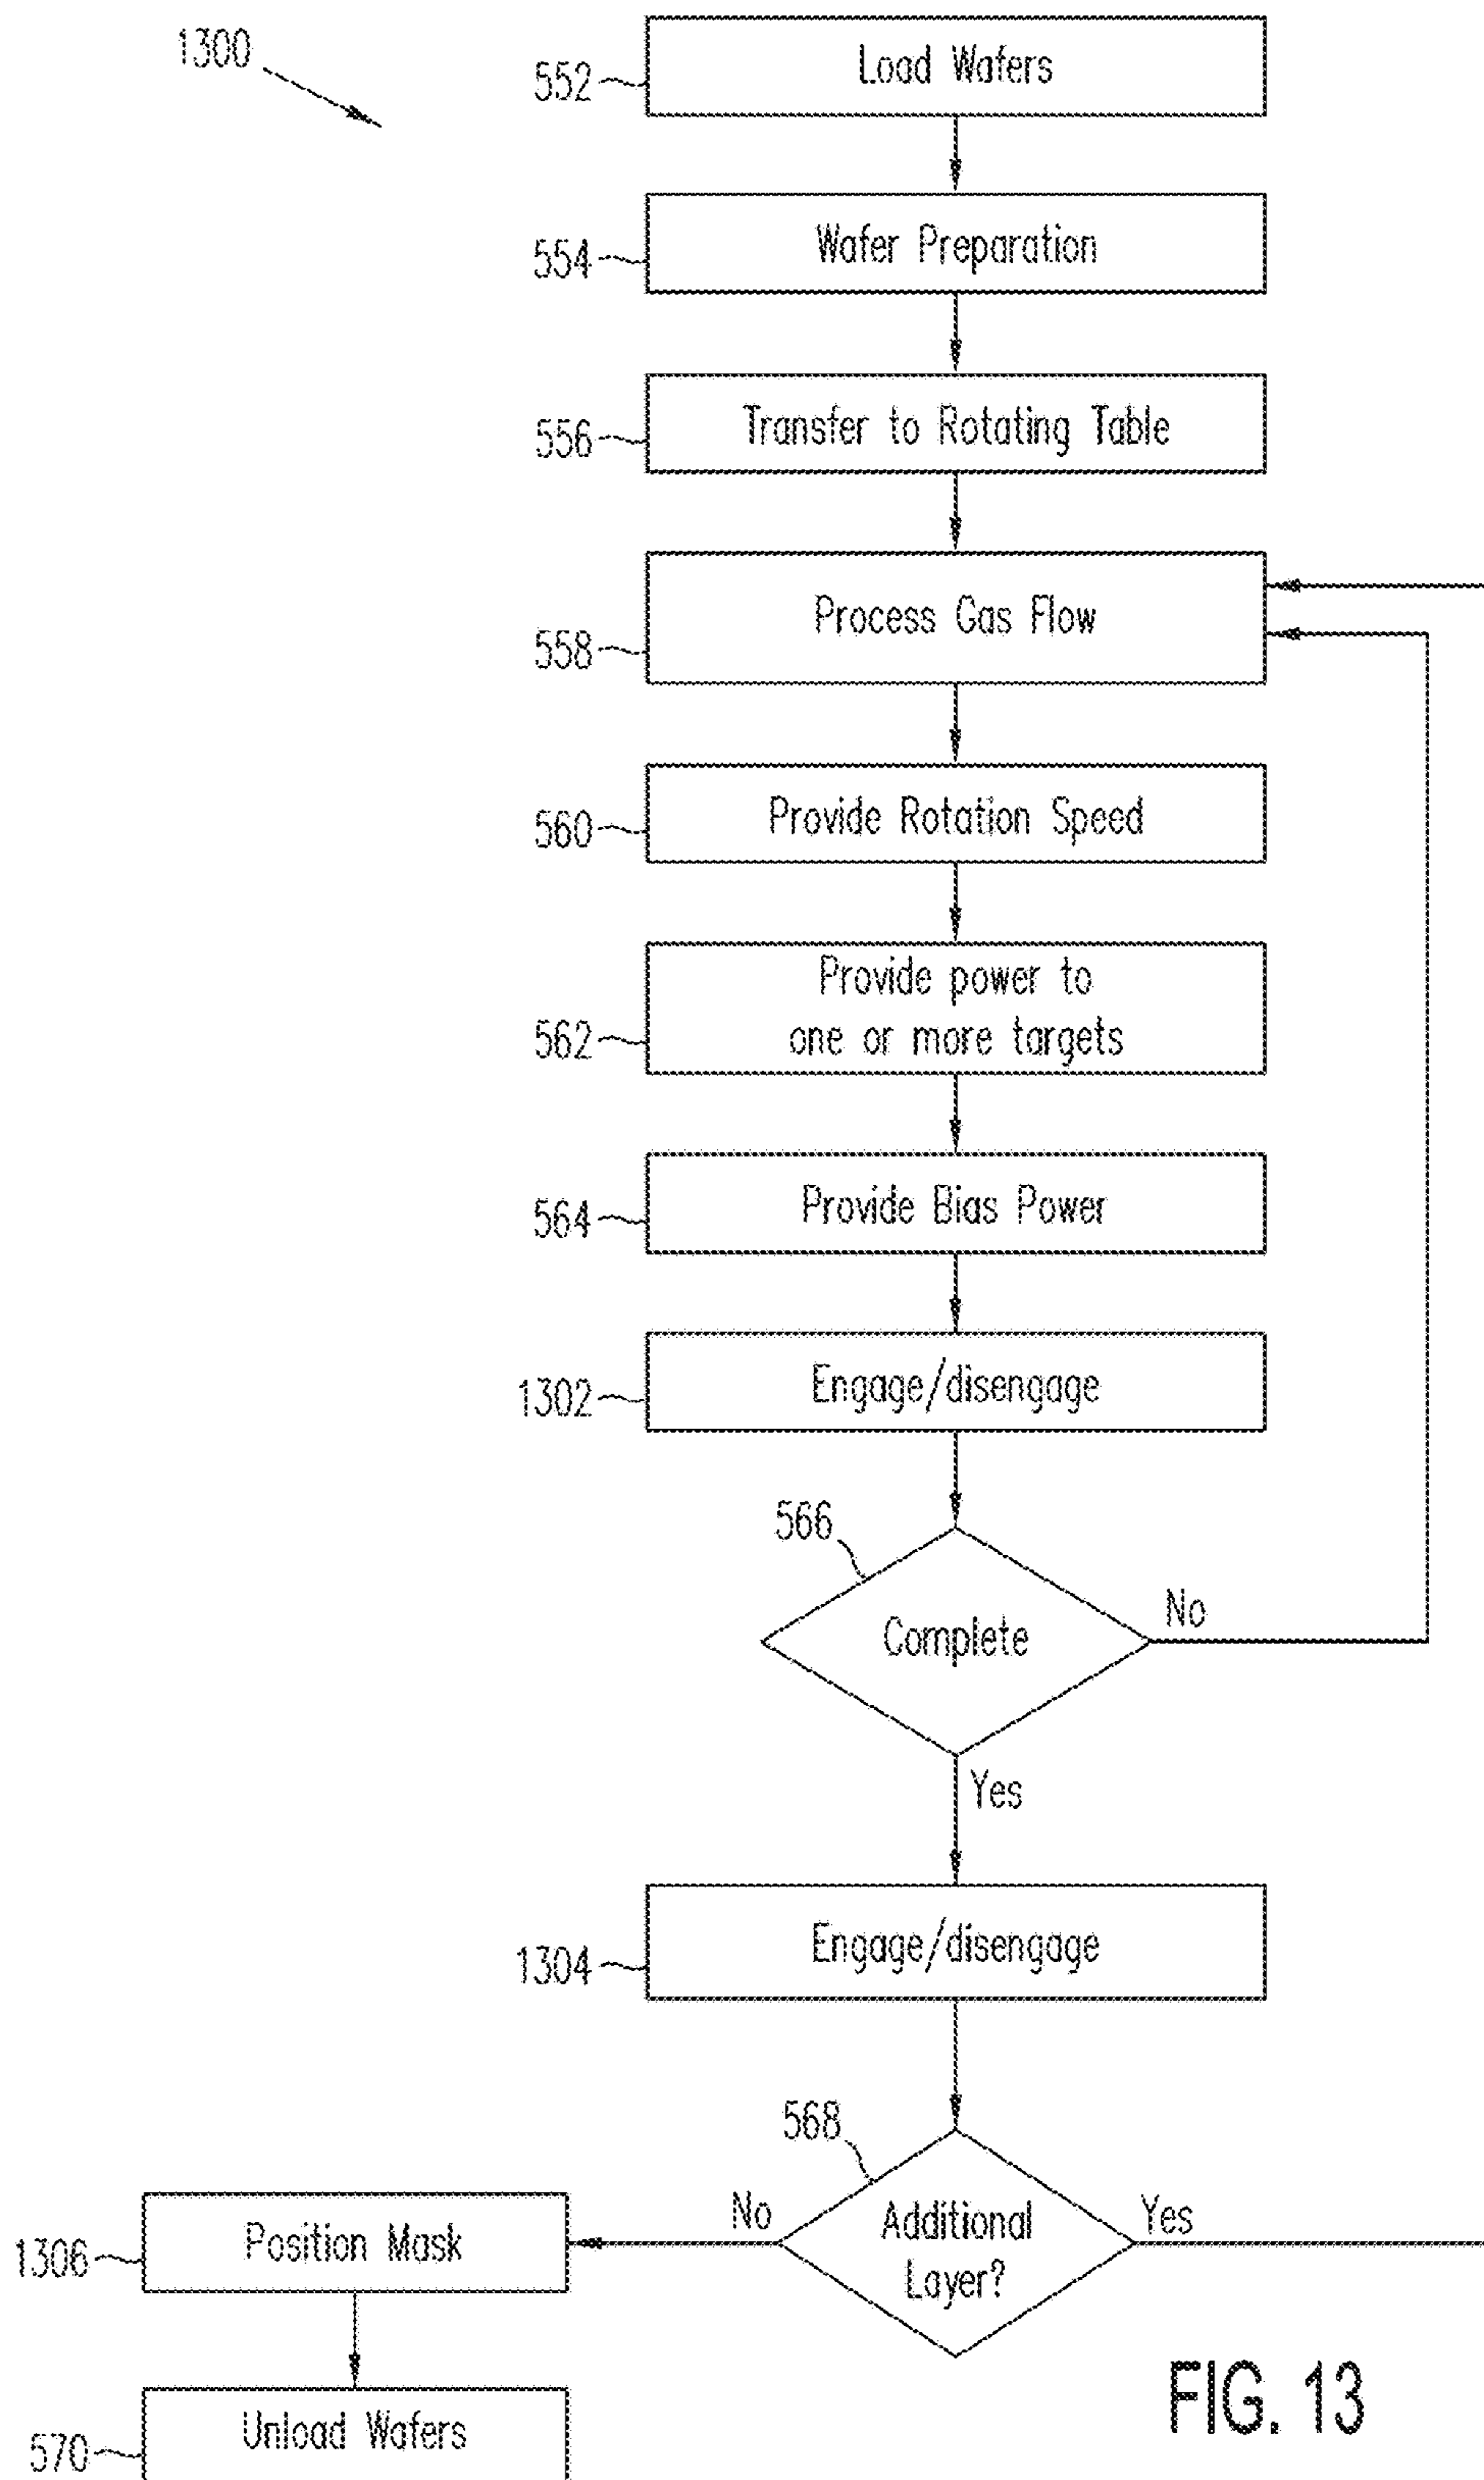 1300
552
Load Wafers
554
Wafer Preparation
556
Transfer to Rotating Table
558
Process Gas Flow
560
Provide Rotation Speed
562
Provide power to
one or more targets
564
Provide Bias Power
1302
Engage/disengage
566
Complete
No
Yes
1304
Engage/disengage
568
Additional
Layer?
No
Yes
1306
Position Mask
570
Unload Wafers
FIG. 13